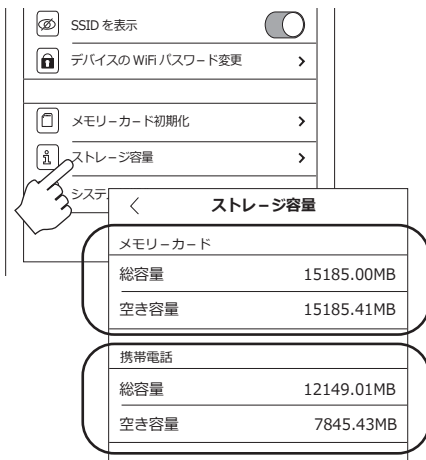 SSID を表示
デバイスの WiFi パスワード変更
メモリーカード初期化
ストレージ容量
システ
ストレージ容量
メモリーカード
総容量 15185.00MB
空き容量 15185.41MB
携帯電話
総容量 12149.01MB
空き容量 7845.43MB